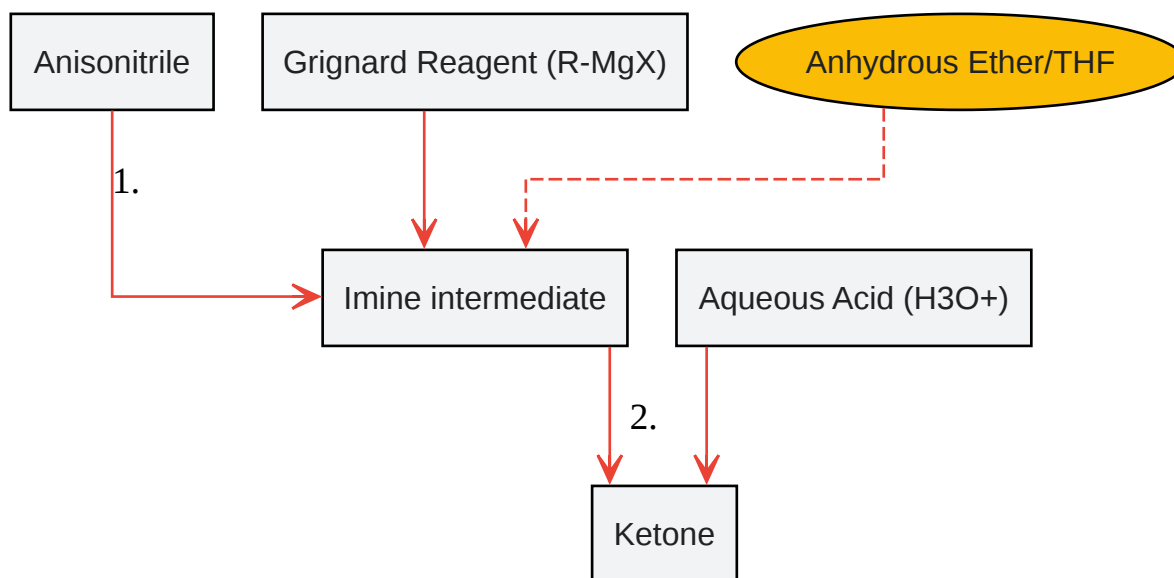 Anisonitrile
Grignard Reagent (R-MgX)
Anhydrous Ether/THF
1.
Imine intermediate
Aqueous Acid (H3O+)
2.
Ketone